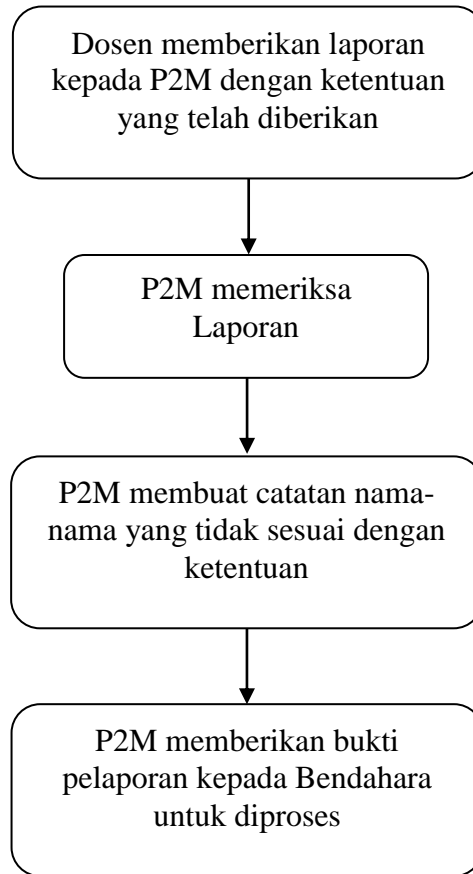 Dosen memberikan laporan
kepada P2M dengan ketentuan
yang telah diberikan
P2M memeriksa
Laporan
P2M membuat catatan nama-
nama yang tidak sesuai dengan
ketentuan
P2M memberikan bukti
pelaporan kepada Bendahara
untuk diproses